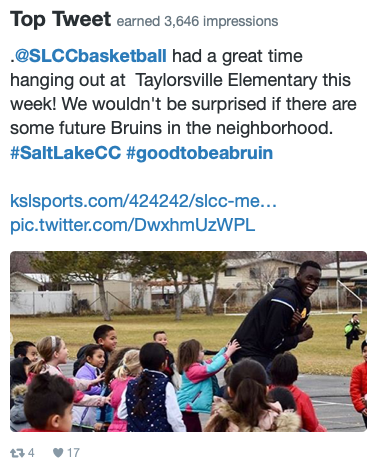 Top Tweet earned 3,646 impressions
.@SLCCbasketball had a great time
hanging out at Taylorsville Elementary this
week! We wouldn't be surprised if there are
some future Bruins in the neighborhood.
#SaltLakeCC #goodtobeabruin
kslsports.com/424242/slcc-me…
pic.twitter.com/DwxhmUzWPL
4 17